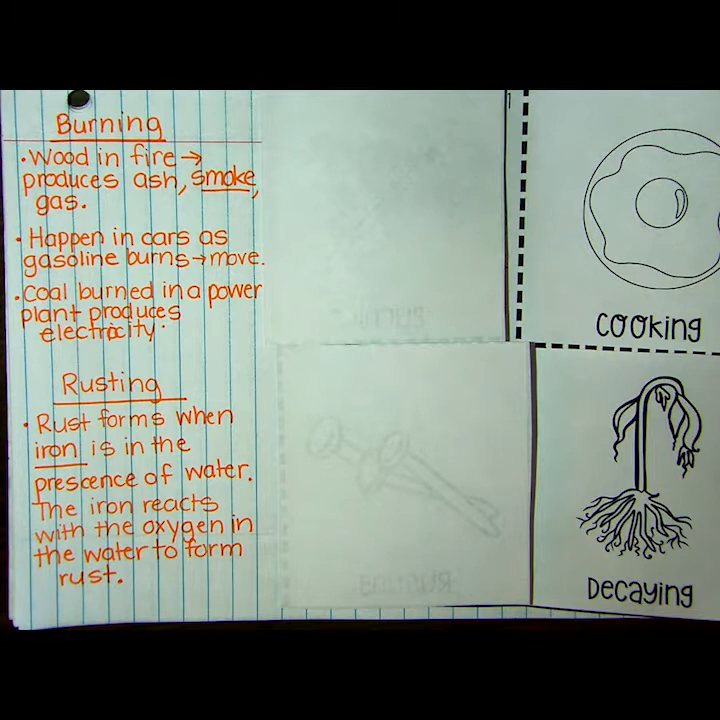 Burning
• Wood in fire →
produces ash, smoke,
gas.
• Happen in cars as
gasoline burns → move.
• Coal burned in a power
plant produces
electricity.
Rusting
• Rust forms when
iron is in the
prescence of water.
The iron reacts
with the oxygen in
the water to form
rust.
Burning
Rusting
cooking
Decaying